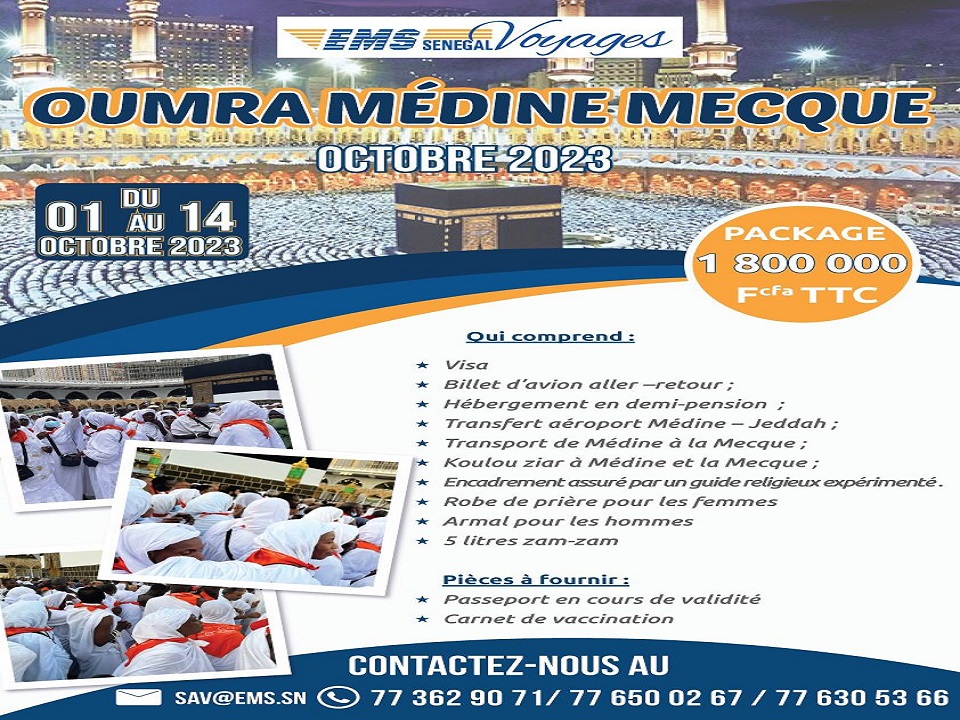 EMS SENEGAL Voyages
OUMRA MÉDINE MECQUE
OCTOBRE 2023
DU
01 AU 14
OCTOBRE 2023
PACKAGE
1 800 000
Fcfa TTC
Qui comprend :
Visa
Billet d'avion aller –retour ;
Hébergement en demi-pension ;
Transfert aéroport Médine – Jeddah ;
Transport de Médine à la Mecque ;
Koulou ziar à Médine et la Mecque ;
Encadrement assuré par un guide religieux expérimenté .
Robe de prière pour les femmes
Armal pour les hommes
5 litres zam-zam
Pièces à fournir :
Passeport en cours de validité
Carnet de vaccination
CONTACTEZ-NOUS AU
SAV@EMS.SN 77 362 90 71/ 77 650 02 67 / 77 630 53 66